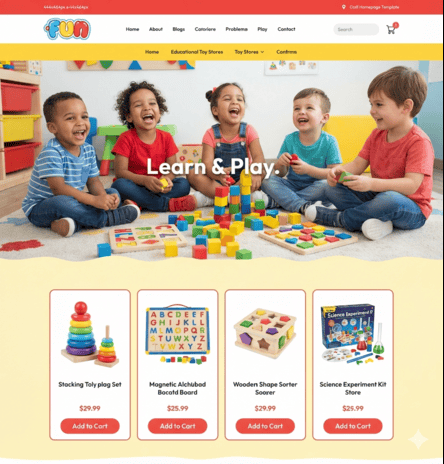 Craft Homepage Template
FUN
Home About Blogs Probleme Play Contact
Search
Home Educational Toy Stores Toy Stores Confirms
Learn & Play.
Stacking Toly plag Set
$29.99
Add to Cart
Magnetic Alchubad
Bocatd Board
$25.99
Add to Cart
Wooden Shape Sorter
Soarer
$29.99
Add to Cart
Science Experiment Kit
Store
$25.99
Add to Cart